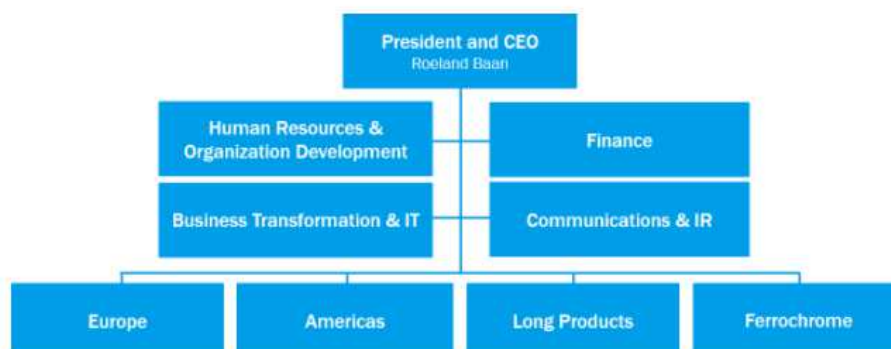 President and CEO
Roeland Baan
Human Resources &
Organization Development
Finance
Business Transformation & IT
Communications & IR
Europe
Americas
Long Products
Ferrochrome